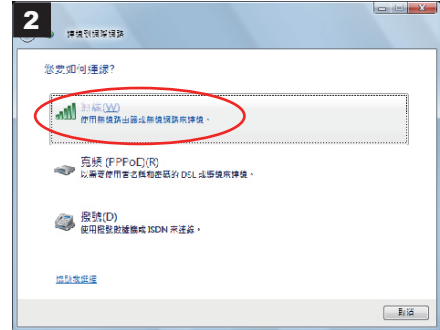 2
連線到網際網路
您要如何連線?
無線(W)
使用無線路由器或無線網路來連線。
寬頻 (PPPoE)(R)
以需要使用者名稱和密碼的 DSL 或纜線來連線。
撥號(D)
使用撥號數據機或 ISDN 來連線。
協助我選擇
取消